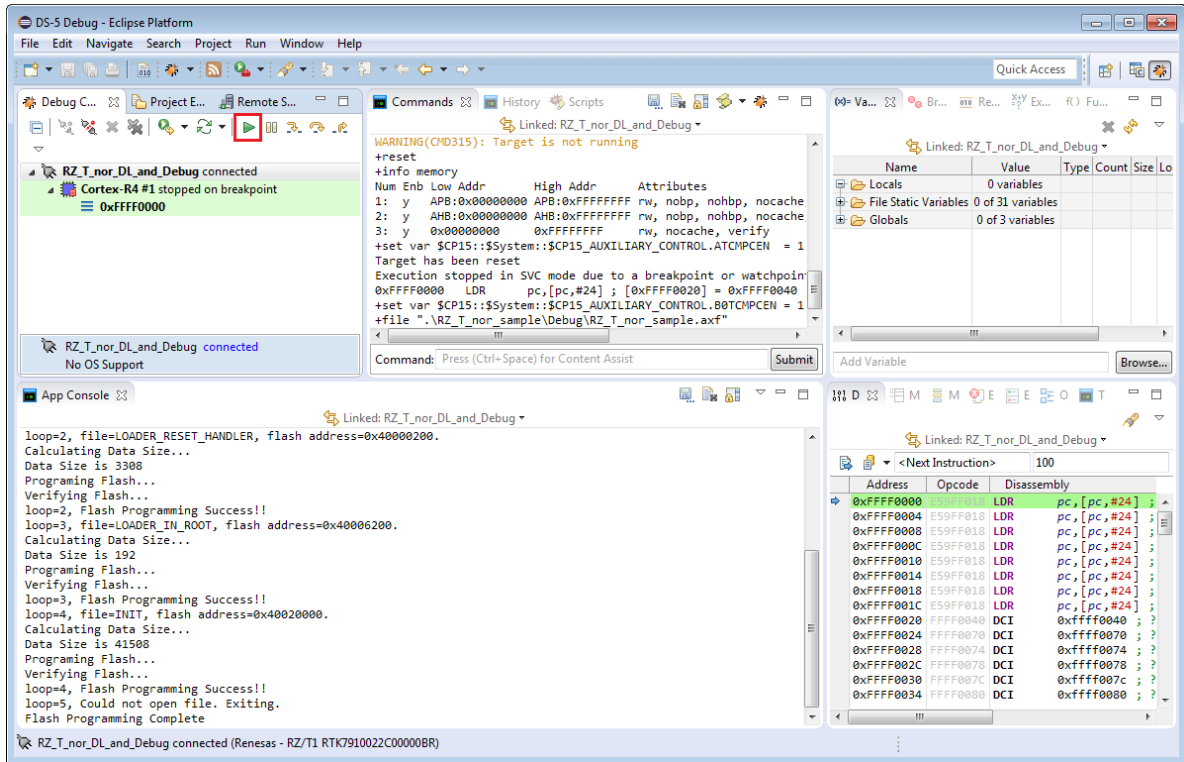 DS-5 Debug - Eclipse Platform
File Edit Navigate Search Project Run Window Help
Quick Access
Debug C... Project E... Remote S...
RZ_T_nor_DL_and_Debug connected
Cortex-R4 #1 stopped on breakpoint
0xFFFF0000
RZ_T_nor_DL_and_Debug connected
No OS Support
Commands History Scripts
Linked: RZ_T_nor_DL_and_Debug
WARNING(CMD315): Target is not running
+reset
+info memory
Num Enb Low Addr High Addr Attributes
1: y APB:0x00000000 APB:0xFFFFFFFF rw, nobp, nohbp, nocache
2: y AHB:0x00000000 AHB:0xFFFFFFFF rw, nobp, nohbp, nocache
3: y 0x00000000 0xFFFFFFFF rw, nocache, verify
+set var $CP15::$System::$CP15_AUXILIARY_CONTROL.ATCMPCEN = 1
Target has been reset
Execution stopped in SVC mode due to a breakpoint or watchpoin
0xFFFF0000 LDR pc,[pc,#24] ; [0xFFFF0020] = 0xFFFF0040
+set var $CP15::$System::$CP15_AUXILIARY_CONTROL.B0TCMPCEN = 1
+file ".\RZ_T_nor_sample\Debug\RZ_T_nor_sample.axf"
Command: Press (Ctrl+Space) for Content Assist Submit
(x)= Va... Br... Re... Ex... f() Fu...
Linked: RZ_T_nor_DL_and_Debug
Name Value Type Count Size Lo
Locals 0 variables
File Static Variables 0 of 31 variables
Globals 0 of 3 variables
Add Variable Browse...
App Console
Linked: RZ_T_nor_DL_and_Debug
loop=2, file=LOADER_RESET_HANDLER, flash address=0x40000200.
Calculating Data Size...
Data Size is 3308
Programing Flash...
Verifying Flash...
loop=2, Flash Programming Success!!
loop=3, file=LOADER_IN_ROOT, flash address=0x40006200.
Calculating Data Size...
Data Size is 192
Programing Flash...
Verifying Flash...
loop=3, Flash Programming Success!!
loop=4, file=INIT, flash address=0x40020000.
Calculating Data Size...
Data Size is 41508
Programing Flash...
Verifying Flash...
loop=4, Flash Programming Success!!
loop=5, Could not open file. Exiting.
Flash Programming Complete
D M M E E O T
Linked: RZ_T_nor_DL_and_Debug
<Next Instruction> 100
Address Opcode Disassembly
0xFFFF0000 E59FF018 LDR pc,[pc,#24] ;
0xFFFF0004 E59FF018 LDR pc,[pc,#24] ;
0xFFFF0008 E59FF018 LDR pc,[pc,#24] ;
0xFFFF000C E59FF018 LDR pc,[pc,#24] ;
0xFFFF0010 E59FF018 LDR pc,[pc,#24] ;
0xFFFF0014 E59FF018 LDR pc,[pc,#24] ;
0xFFFF0018 E59FF018 LDR pc,[pc,#24] ;
0xFFFF001C E59FF018 LDR pc,[pc,#24] ;
0xFFFF0020 FFFF0040 DCI 0xffff0040 ; ?
0xFFFF0024 FFFF0070 DCI 0xffff0070 ; ?
0xFFFF0028 FFFF0074 DCI 0xffff0074 ; ?
0xFFFF002C FFFF0078 DCI 0xffff0078 ; ?
0xFFFF0030 FFFF007C DCI 0xffff007c ; ?
0xFFFF0034 FFFF0080 DCI 0xffff0080 ; ?
RZ_T_nor_DL_and_Debug connected (Renesas - RZ/T1 RTK7910022C00000BR)